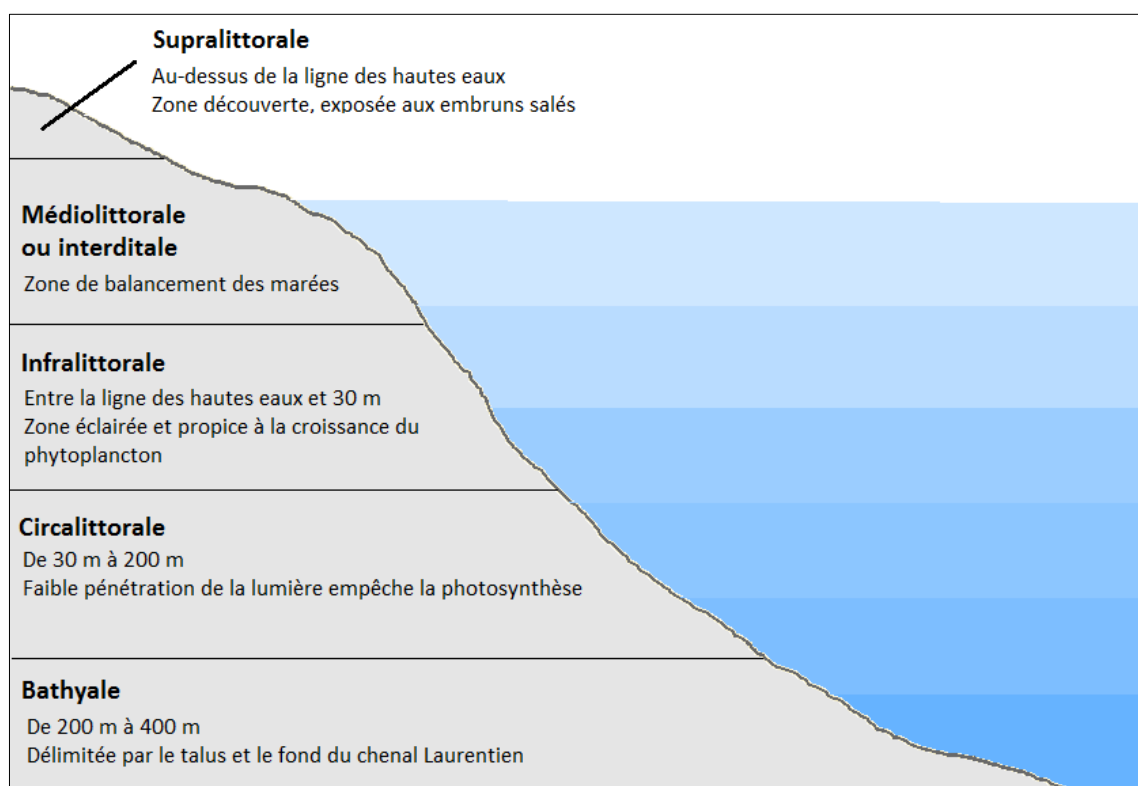 Supralittorale
Au-dessus de la ligne des hautes eaux
Zone découverte, exposée aux embruns salés
Médiolittorale
ou interditale
Zone de balancement des marées
Infralittorale
Entre la ligne des hautes eaux et 30 m
Zone éclairée et propice à la croissance du
phytoplancton
Circalittorale
De 30 m à 200 m
Faible pénétration de la lumière empêche la photosynthèse
Bathyale
De 200 m à 400 m
Délimitée par le talus et le fond du chenal Laurentien